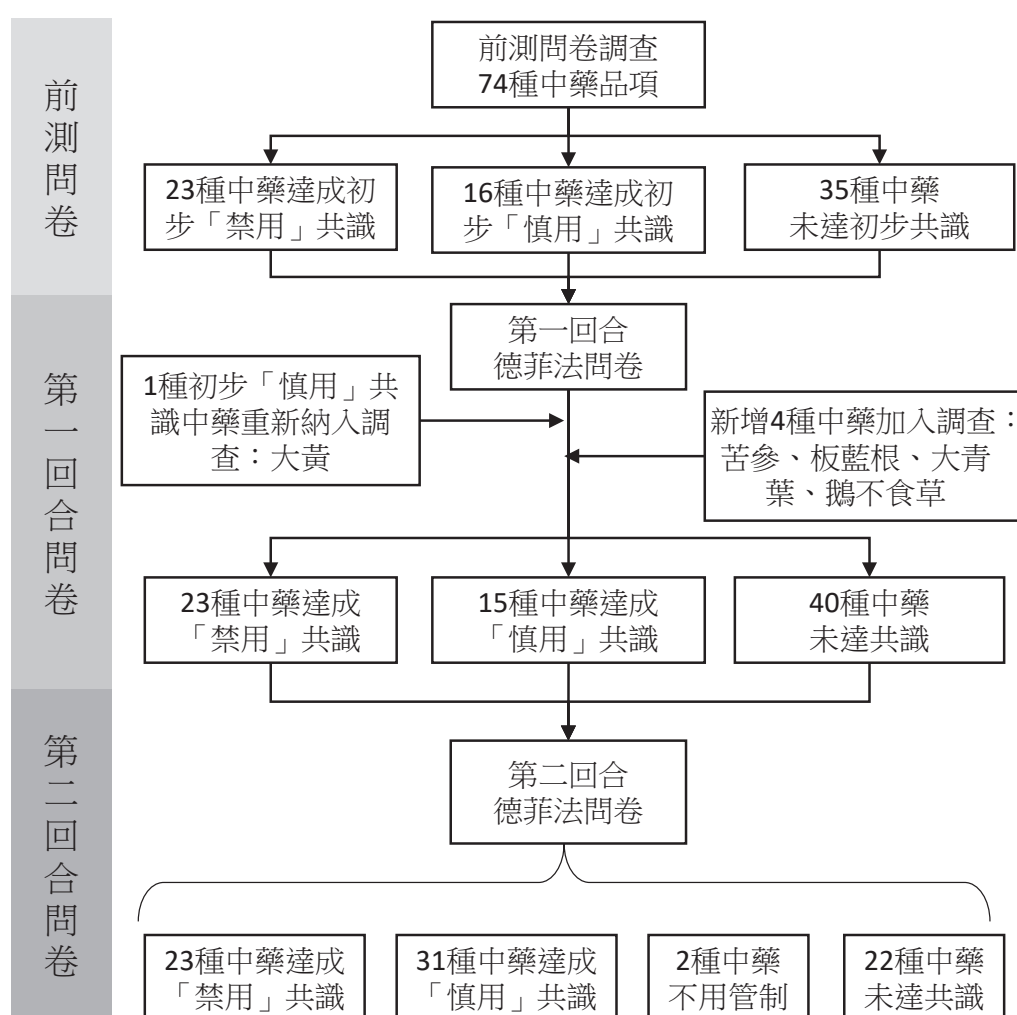 前測問卷
前測問卷調查
74種中藥品項
23種中藥達成初
步「禁用」共識
16種中藥達成初
步「慎用」共識
35種中藥
未達初步共識
第一回合問卷
第一回合
德菲法問卷
1種初步「慎用」共
識中藥重新納入調
查：大黃
新增4種中藥加入調查：
苦參、板藍根、大青
葉、鵝不食草
23種中藥達成
「禁用」共識
15種中藥達成
「慎用」共識
40種中藥
未達共識
第二回合問卷
第二回合
德菲法問卷
23種中藥達成
「禁用」共識
31種中藥達成
「慎用」共識
2種中藥
不用管制
22種中藥
未達共識